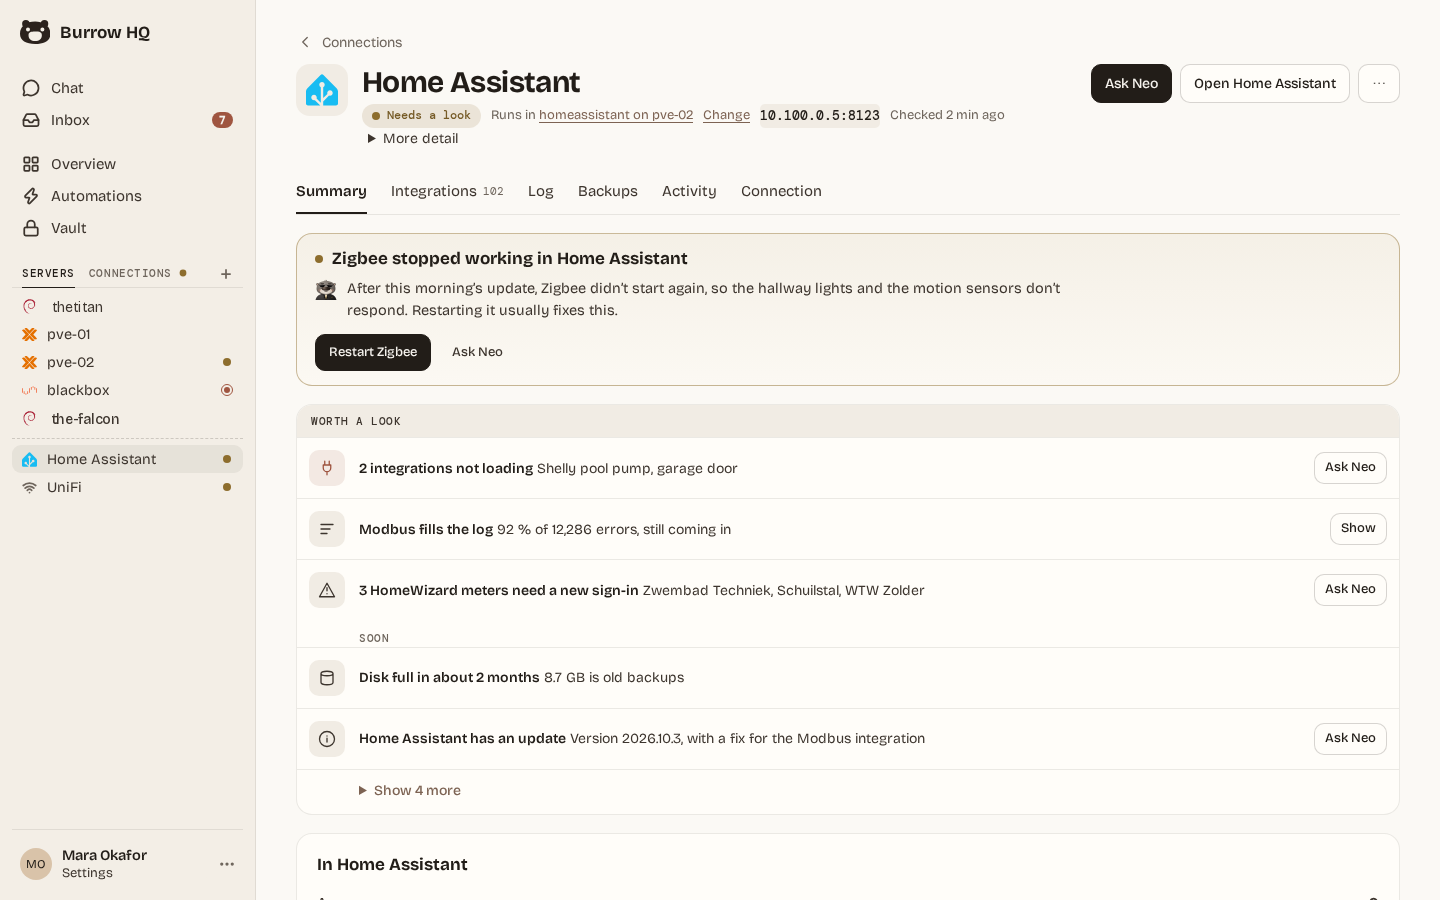 Burrow HQ
Chat
Inbox 7
Overview
Automations
Vault
SERVERS CONNECTIONS +
thetitan
pve-01
pve-02
blackbox
the-falcon
Home Assistant
UniFi
MO Mara Okafor
Settings
Connections
Home Assistant
Ask Neo Open Home Assistant
Needs a look Runs in homeassistant on pve-02 Change 10.100.0.5:8123 Checked 2 min ago
More detail
Summary Integrations 102 Log Backups Activity Connection
Zigbee stopped working in Home Assistant
After this morning's update, Zigbee didn't start again, so the hallway lights and the motion sensors don't
respond. Restarting it usually fixes this.
Restart Zigbee Ask Neo
WORTH A LOOK
2 integrations not loading Shelly pool pump, garage door Ask Neo
Modbus fills the log 92 % of 12,286 errors, still coming in Show
3 HomeWizard meters need a new sign-in Zwembad Techniek, Schuilstal, WTW Zolder Ask Neo
SOON
Disk full in about 2 months 8.7 GB is old backups
Home Assistant has an update Version 2026.10.3, with a fix for the Modbus integration Ask Neo
Show 4 more
In Home Assistant